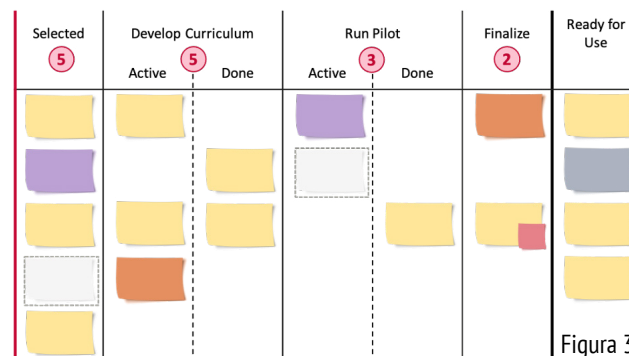 Selected
5
Develop Curriculum
5
Active
Done
Run Pilot
3
Active
Done
Finalize
2
Ready for
Use
Figura 3